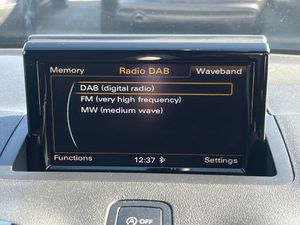 Memory Radio DAB Waveband
DAB (digital radio)
FM (very high frequency)
MW (medium wave)
Functions 12:37 Settings
OFF